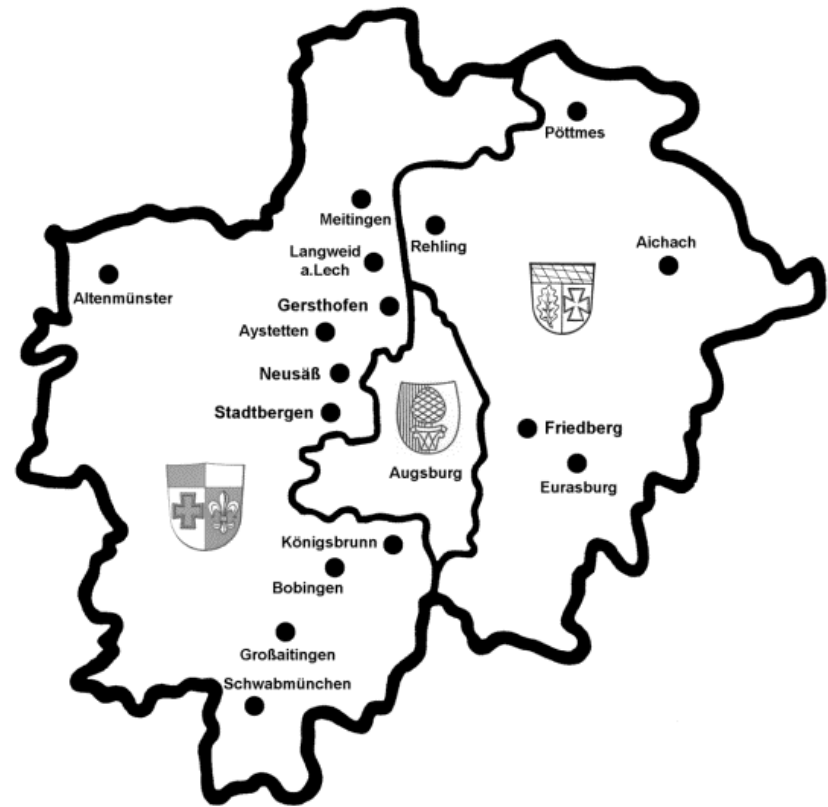 Pöttmes
Meitingen
Rehling
Aichach
Langweid
a.Lech
Altenmünster
Gersthofen
Aystetten
Neusäß
Stadtbergen
Friedberg
Augsburg
Eurasburg
Königsbrunn
Bobingen
Großaitingen
Schwabmünchen